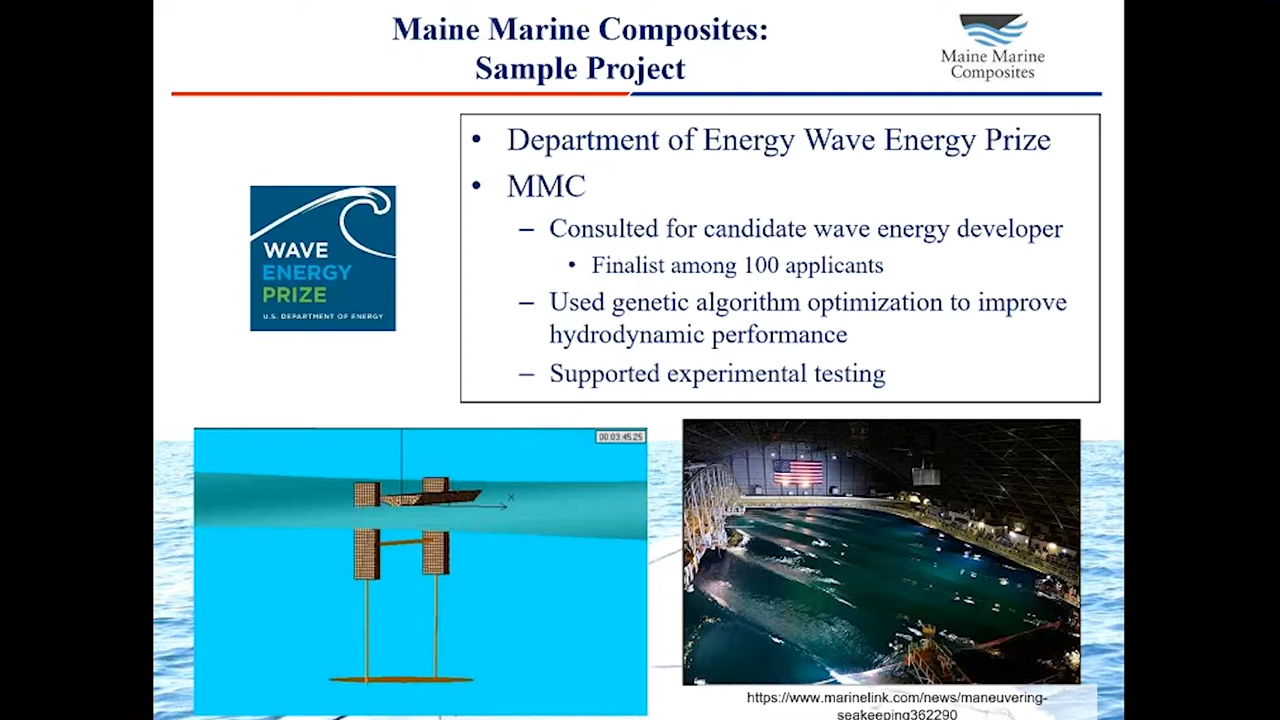 Maine Marine Composites:
Sample Project
Maine Marine
Composites
• Department of Energy Wave Energy Prize
• MMC
– Consulted for candidate wave energy developer
• Finalist among 100 applicants
– Used genetic algorithm optimization to improve
hydrodynamic performance
– Supported experimental testing
WAVE
ENERGY
PRIZE
U.S. DEPARTMENT OF ENERGY
00:03:45.25
X
https://www.marinelink.com/news/maneuvering-
seakeeping362290